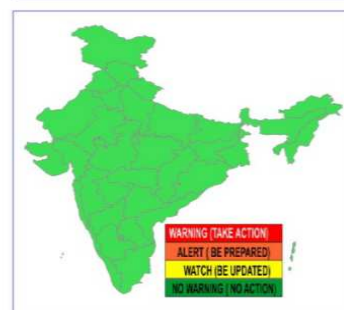 WARNING (TAKE ACTION)
ALERT ( BE PREPARED)
WATCH (BE UPDATED)
NO WARNING ( NO ACTION)